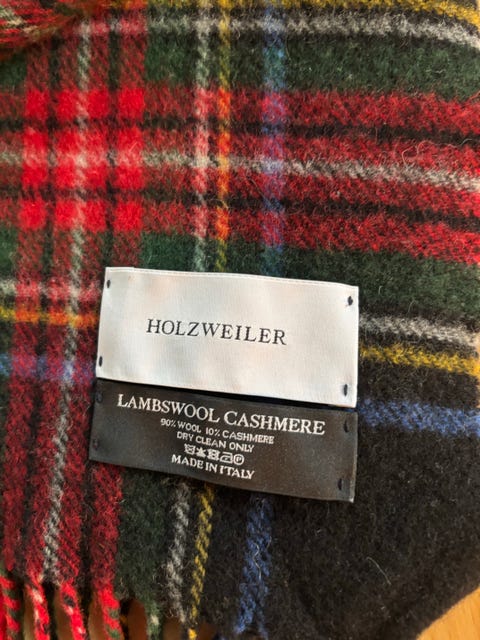 HOLZWEILER
LAMBSWOOL CASHMERE
90% WOOL 10% CASHMERE
DRY CLEAN ONLY
MADE IN ITALY